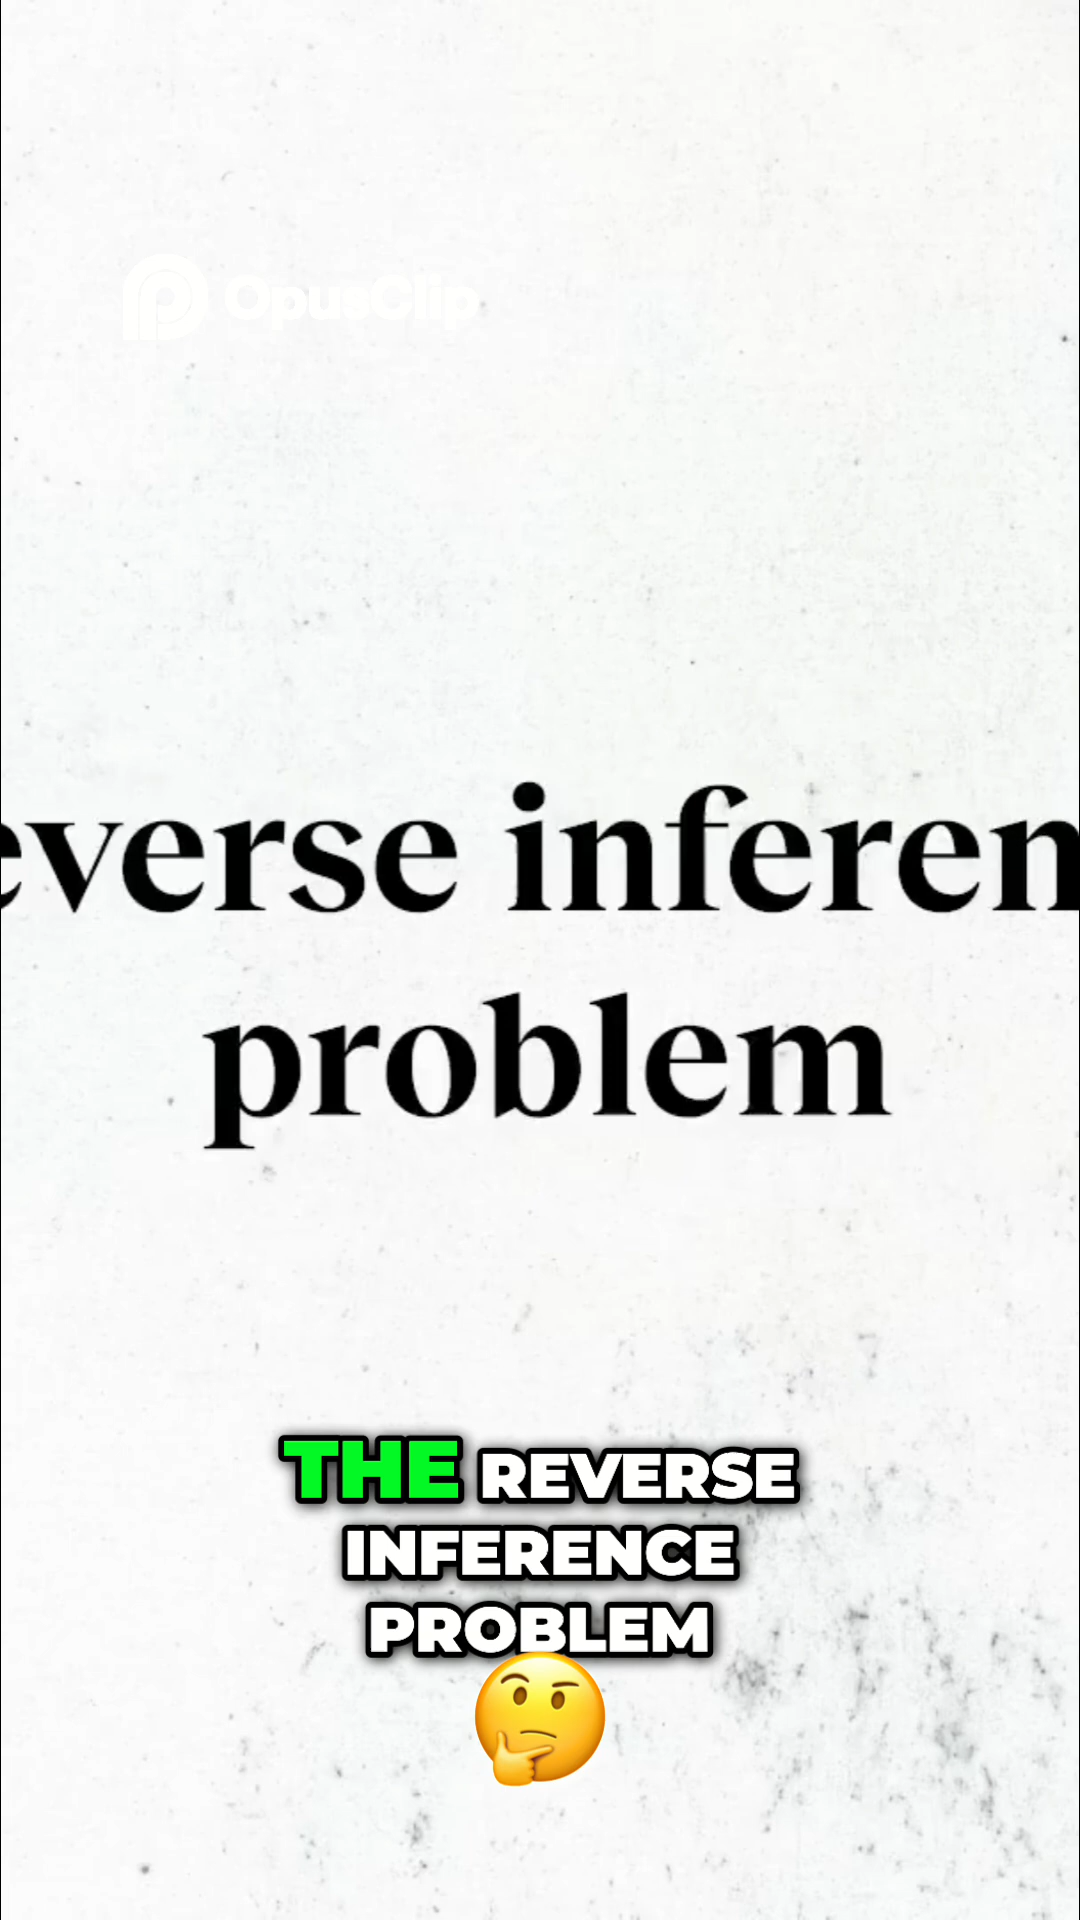 OpusClip
everse inferen
problem
THE REVERSE
INFERENCE
PROBLEM